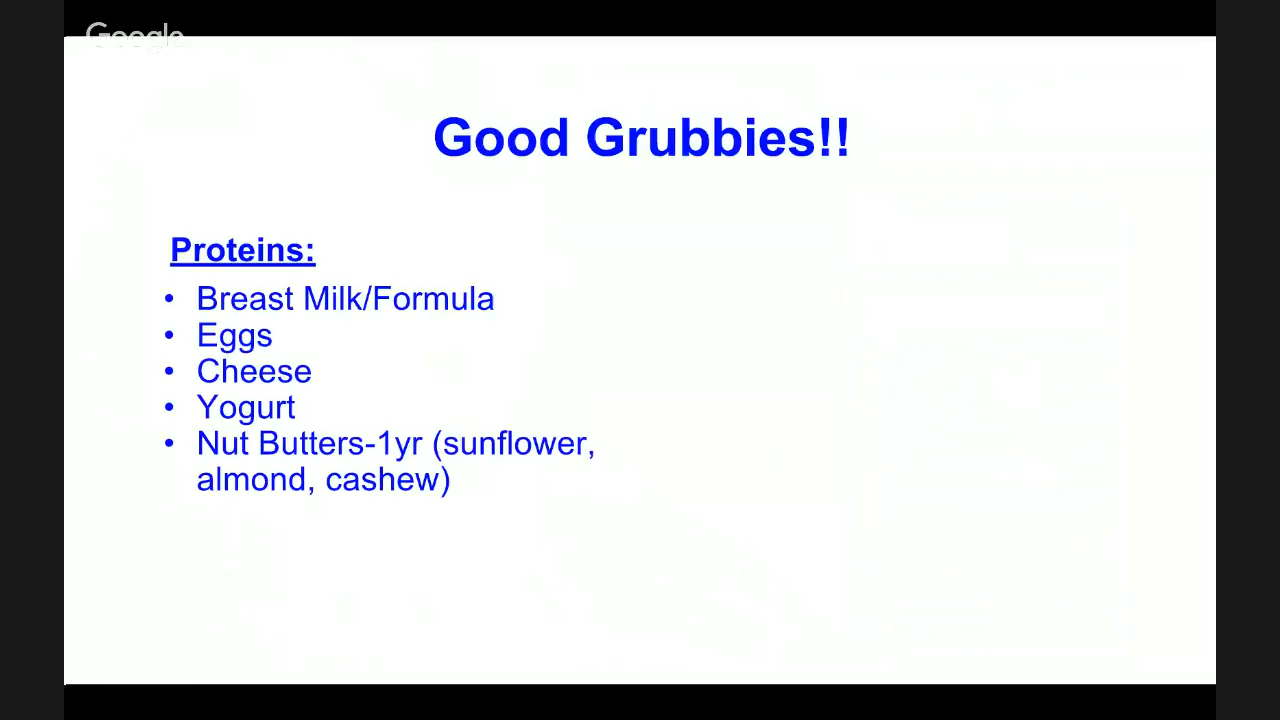 Google
Good Grubbies!!
Proteins:
• Breast Milk/Formula
• Eggs
• Cheese
• Yogurt
• Nut Butters-1yr (sunflower,
almond, cashew)